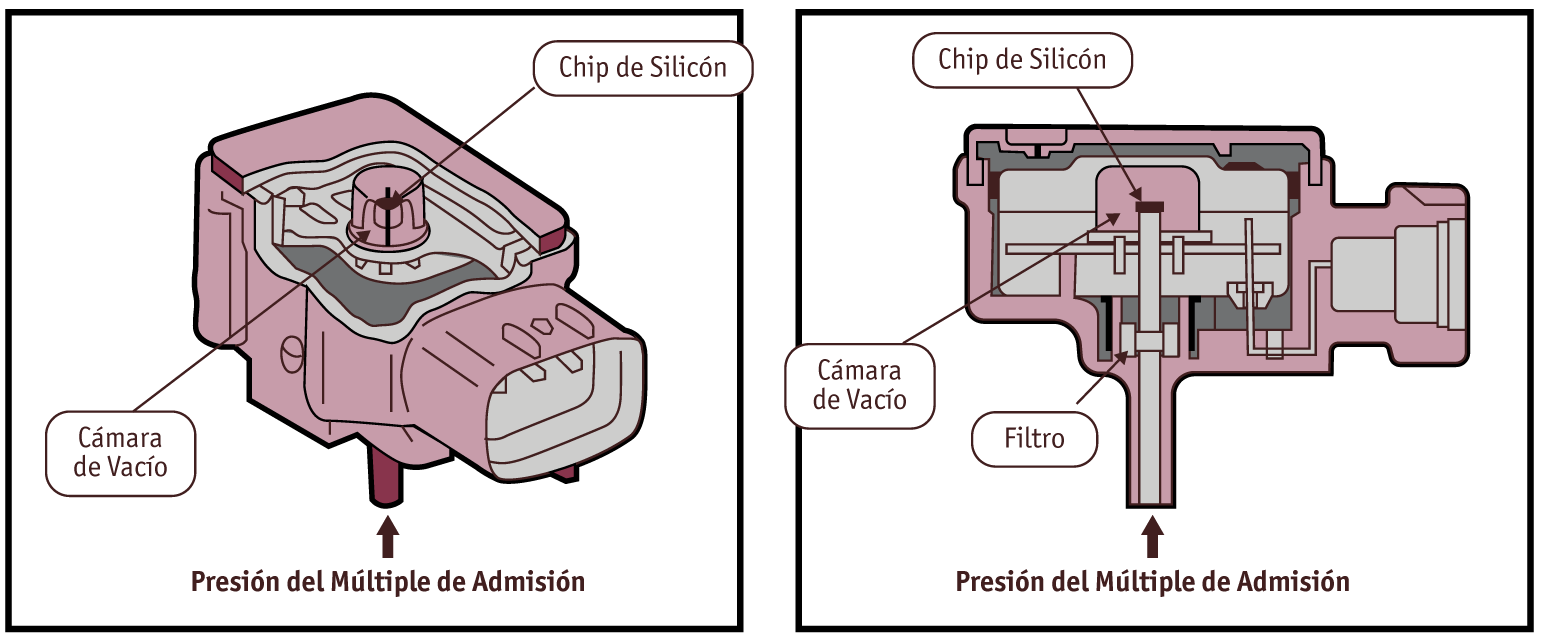 Chip de Silicón
Cámara
de Vacío
Presión del Múltiple de Admisión
Chip de Silicón
Cámara
de Vacío
Filtro
Presión del Múltiple de Admisión